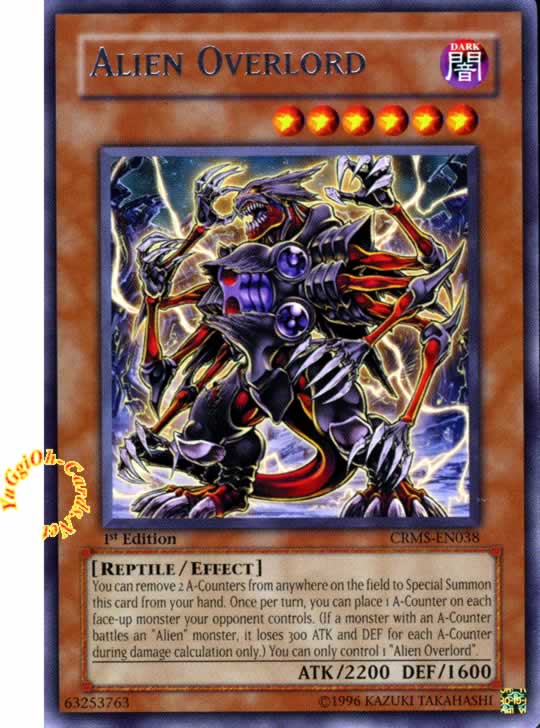 ALIEN OVERLORD
DARK
闇
YuGgiOh-Cards.Net
1st Edition
CRMS-EN038
[REPTILE / EFFECT]
You can remove 2 A-Counters from anywhere on the field to Special Summon
this card from your hand. Once per turn, you can place 1 A-Counter on each
face-up monster your opponent controls. (If a monster with an A-Counter
battles an "Alien" monster, it loses 300 ATK and DEF for each A-Counter
during damage calculation only.) You can only control 1 "Alien Overlord".
ATK/2200 DEF/1600
63253763
©1996 KAZUKI TAKAHASHI